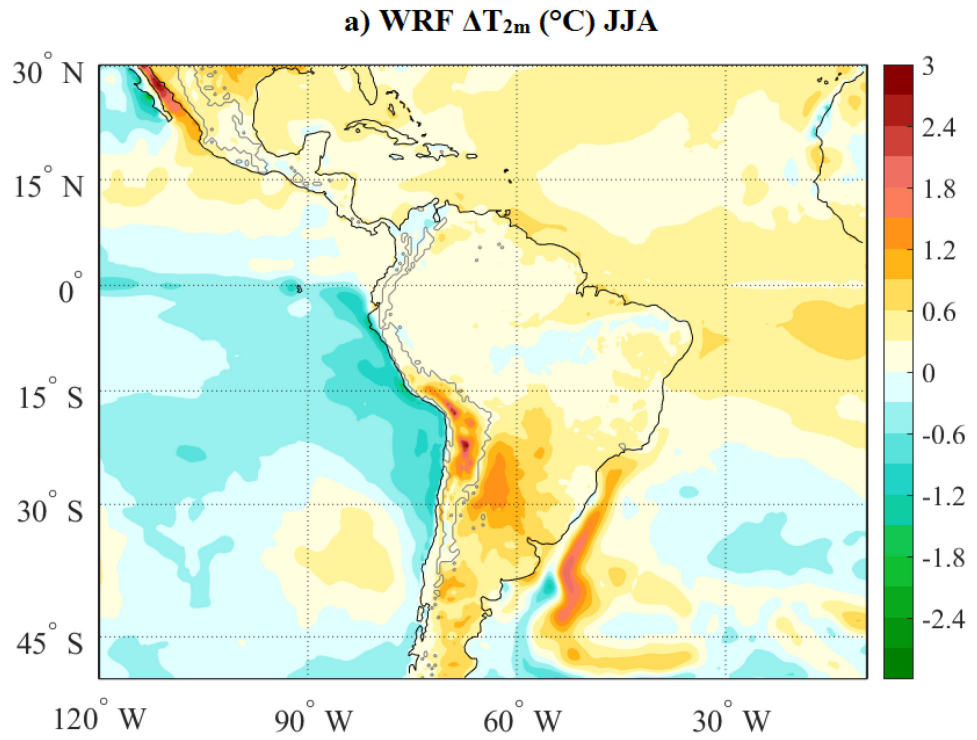 a) WRF ΔT2m (°C) JJA
30° N
15° N
0°
15° S
30° S
45° S
120° W
90° W
60° W
30° W
3
2.4
1.8
1.2
0.6
0
-0.6
-1.2
-1.8
-2.4